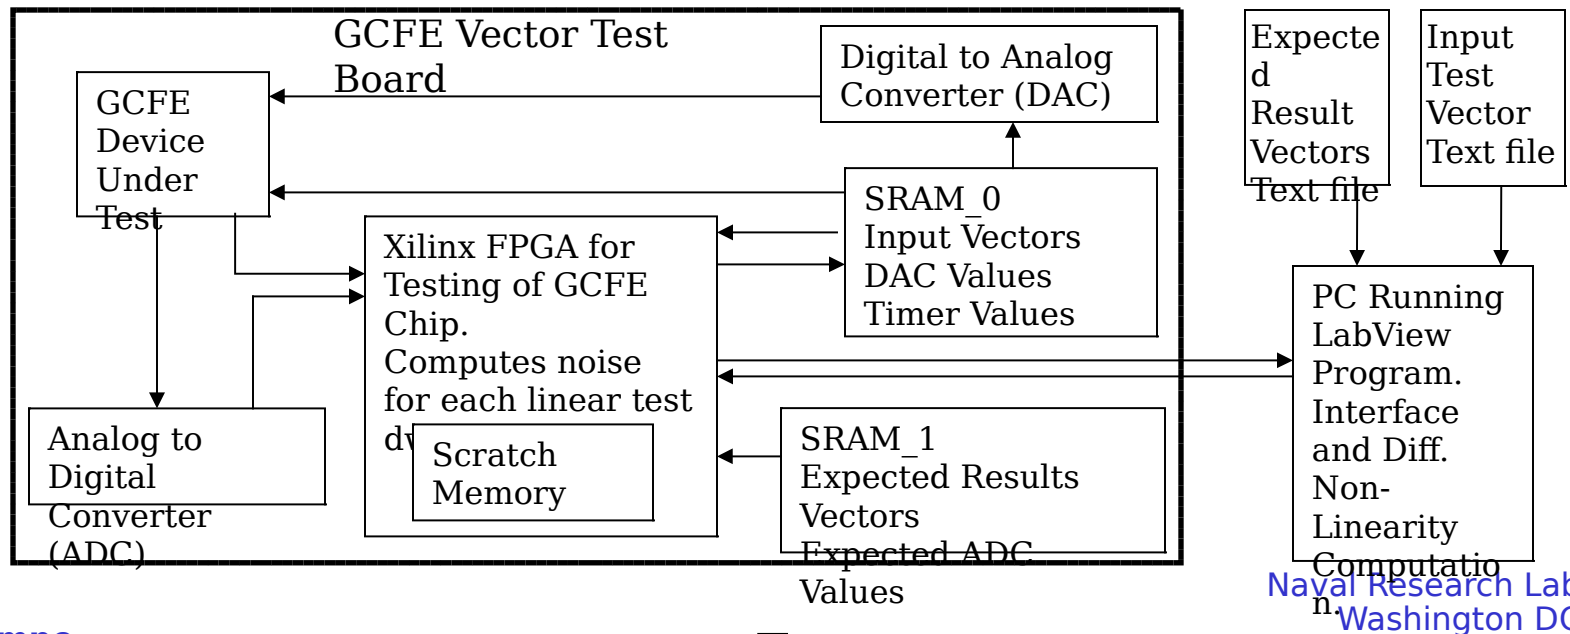 GCFE Vector Test
Board
Digital to Analog
Converter (DAC)
Expecte
d
Result
Vectors
Text file
Input
Test
Vector
Text file
GCFE
Device
Under
Test
SRAM_0
Input Vectors
DAC Values
Timer Values
Xilinx FPGA for
Testing of GCFE
Chip.
Computes noise
for each linear test
Scratch
Memory
PC Running
LabView
Program.
Interface
and Diff.
Non-
Linearity
Computatio
n.
Analog to
Digital
Converter
(ADC)
SRAM_1
Expected Results
Vectors
Expected ADC
Values
Naval Research Lab
Washington DC